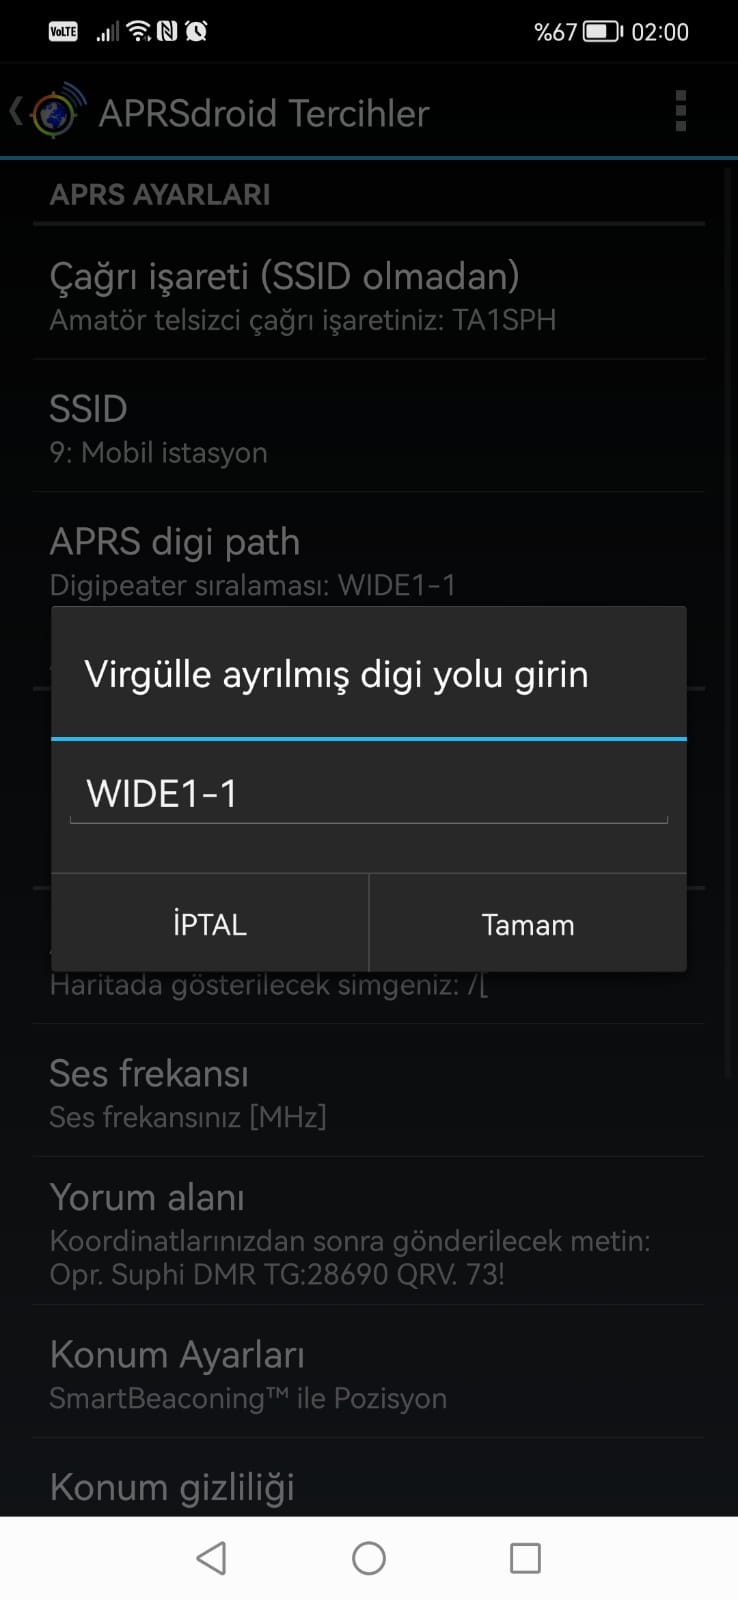 VoLTE %67 02:00
APRSdroid Tercihler
APRS AYARLARI
Çağrı işareti (SSID olmadan)
Amatör telsizci çağrı işaretiniz: TA1SPH
SSID
9: Mobil istasyon
APRS digi path
Digipeater sıralaması: WIDE1-1
Virgülle ayrılmış digi yolu girin
WIDE1-1
İPTAL Tamam
Haritada gösterilecek simgeniz: /[
Ses frekansı
Ses frekansınız [MHz]
Yorum alanı
Koordinatlarınızdan sonra gönderilecek metin:
Opr. Suphi DMR TG:28690 QRV. 73!
Konum Ayarları
SmartBeaconing™ ile Pozisyon
Konum gizliliği